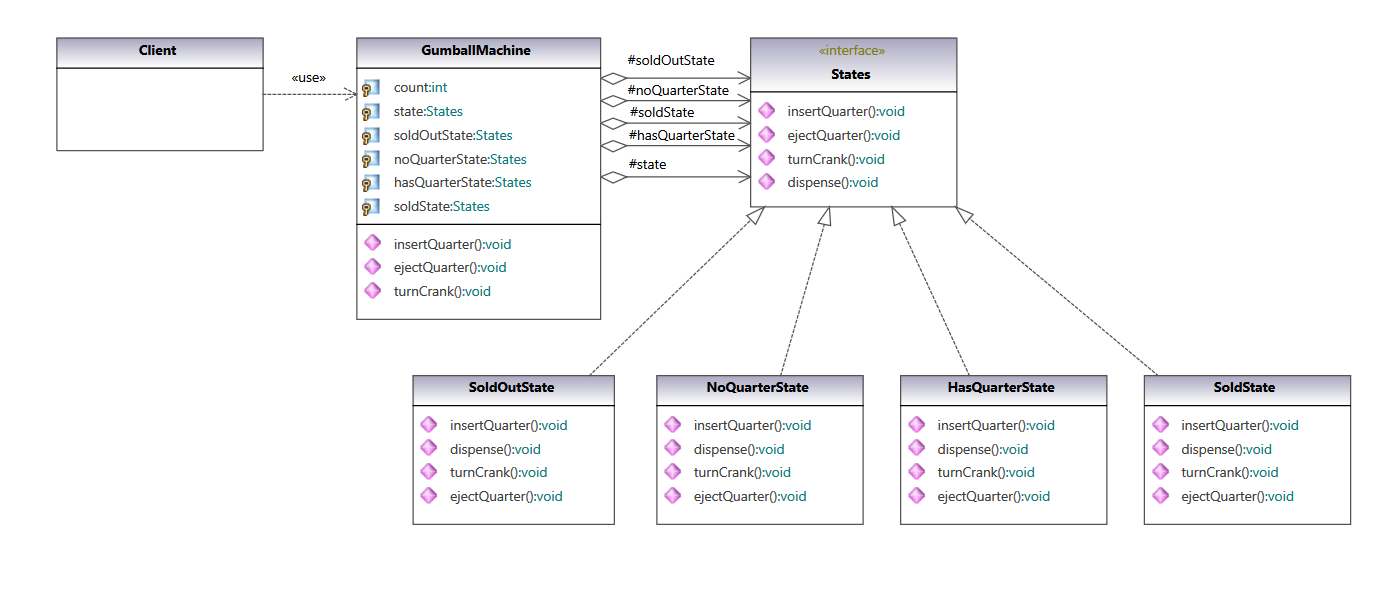 Client
«use»
GumballMachine
count:int
state:States
soldOutState:States
noQuarterState:States
hasQuarterState:States
soldState:States
insertQuarter():void
ejectQuarter():void
turnCrank():void
#soldOutState
#noQuarterState
#soldState
#hasQuarterState
#state
«interface»
States
insertQuarter():void
ejectQuarter():void
turnCrank():void
dispense():void
SoldOutState
insertQuarter():void
dispense():void
turnCrank():void
ejectQuarter():void
NoQuarterState
insertQuarter():void
dispense():void
turnCrank():void
ejectQuarter():void
HasQuarterState
insertQuarter():void
dispense():void
turnCrank():void
ejectQuarter():void
SoldState
insertQuarter():void
dispense():void
turnCrank():void
ejectQuarter():void